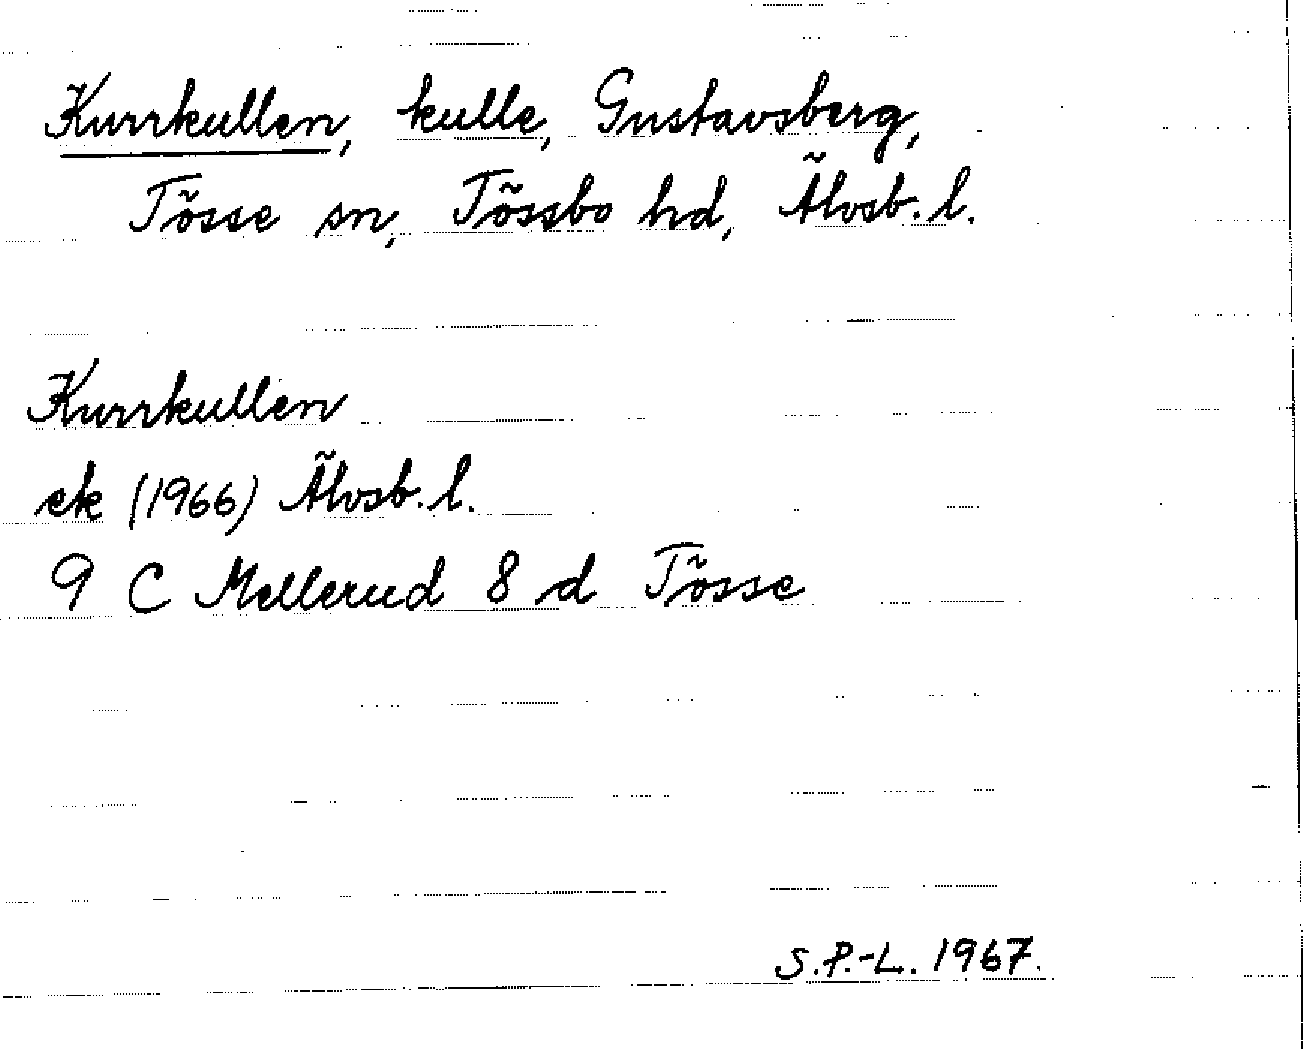 Kurrkullen, kulle, Gustavsberg,
Tösse sn, Tössbo hd, Älvsb. l.
Kurrkullen
ek (1966) Älvsb. l.
9 C Mellerud 8 d Tösse
S.P.-L. 1967.